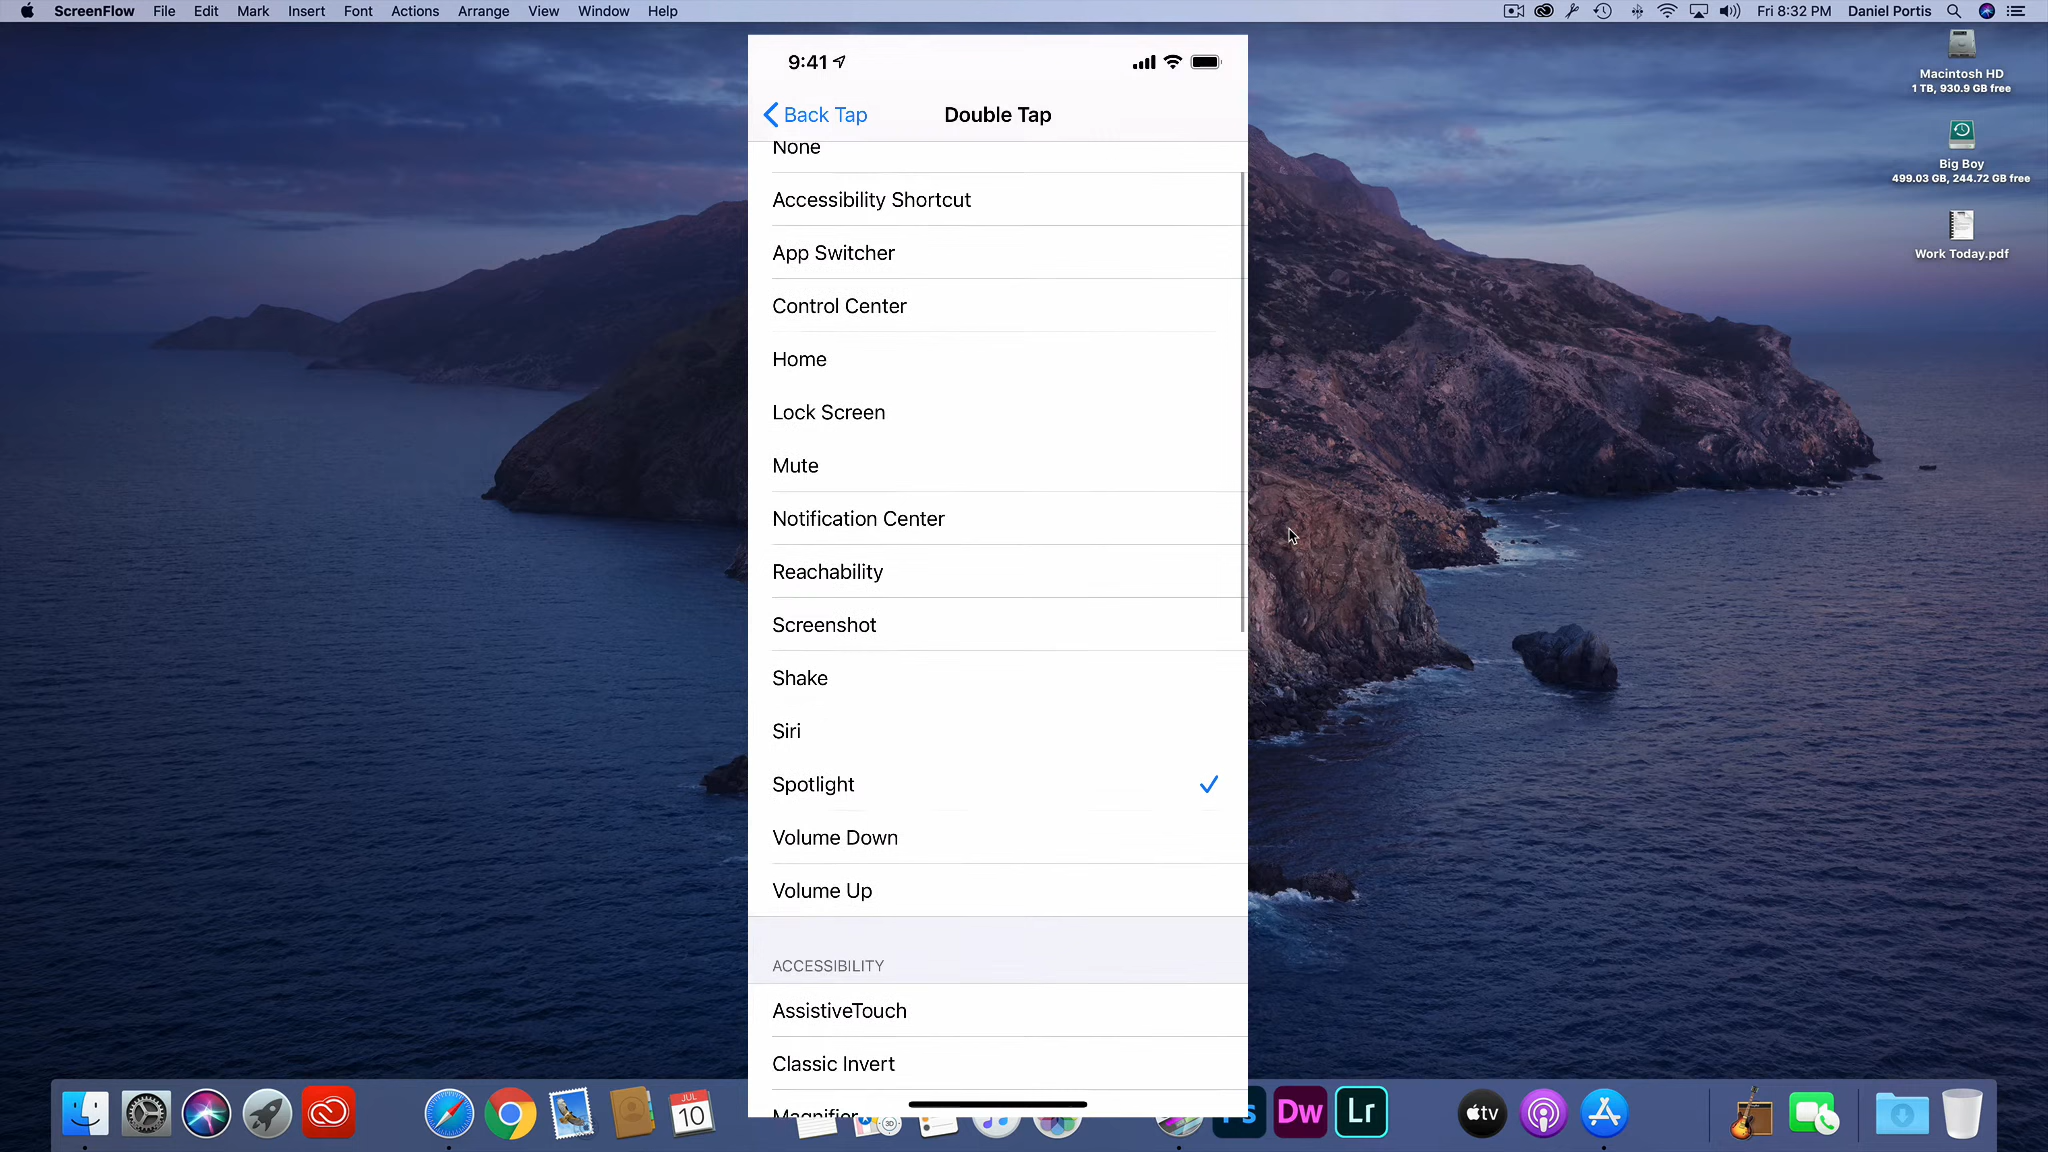 ScreenFlow File Edit Mark Insert Font Actions Arrange View Window Help Fri 8:32 PM Daniel Portis
Macintosh HD
1 TB, 930.9 GB free
Big Boy
499.03 GB, 244.72 GB free
Work Today.pdf
9:41
Back Tap Double Tap
None
Accessibility Shortcut
App Switcher
Control Center
Home
Lock Screen
Mute
Notification Center
Reachability
Screenshot
Shake
Siri
Spotlight
Volume Down
Volume Up
ACCESSIBILITY
AssistiveTouch
Classic Invert
Magnifier
JUL
10
3D
Ps
Dw
Lr
tv